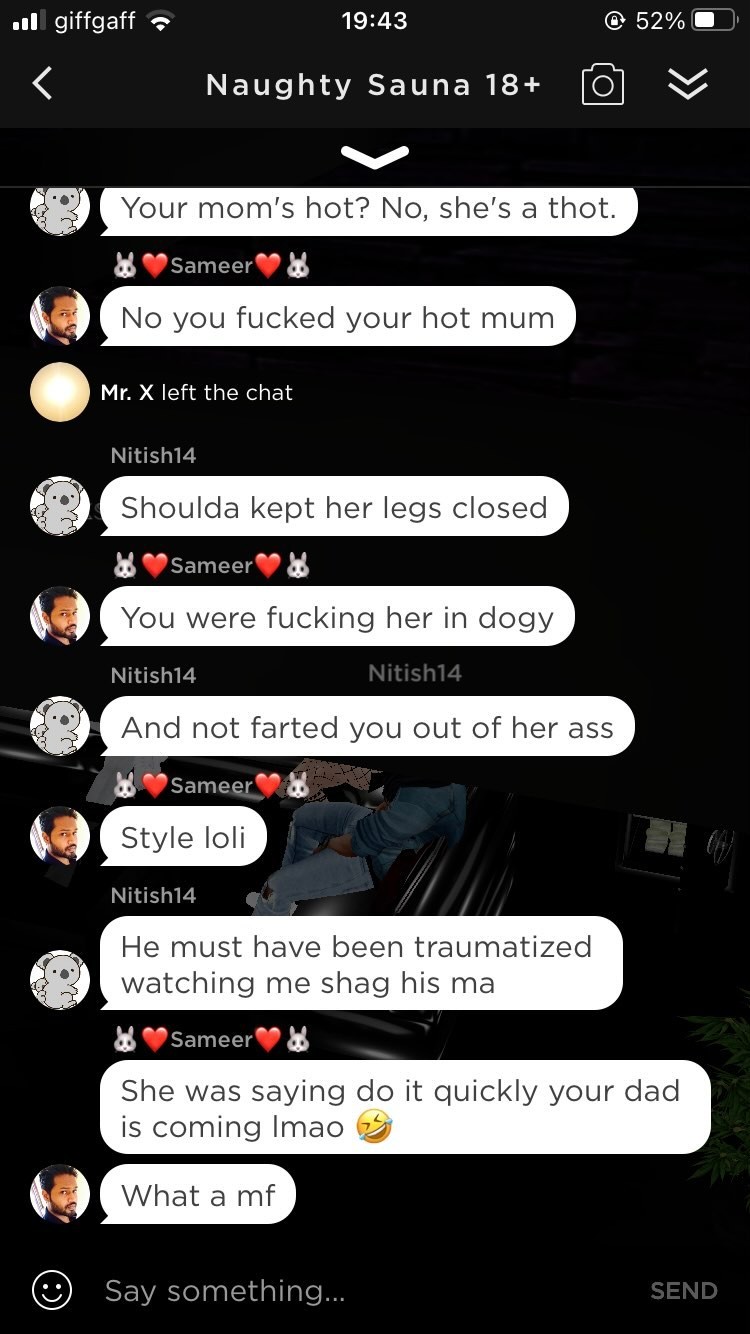 giffgaff 19:43 52%
Naughty Sauna 18+
Your mom's hot? No, she's a thot.
🐰❤️Sameer❤️🐰
No you fucked your hot mum
Mr. X left the chat
Nitish14
Shoulda kept her legs closed
🐰❤️Sameer❤️🐰
You were fucking her in dogy
Nitish14
Nitish14
And not farted you out of her ass
🐰❤️Sameer❤️🐰
Style loli
Nitish14
He must have been traumatized
watching me shag his ma
🐰❤️Sameer❤️🐰
She was saying do it quickly your dad
is coming lmao 🤣
What a mf
Say something...
SEND